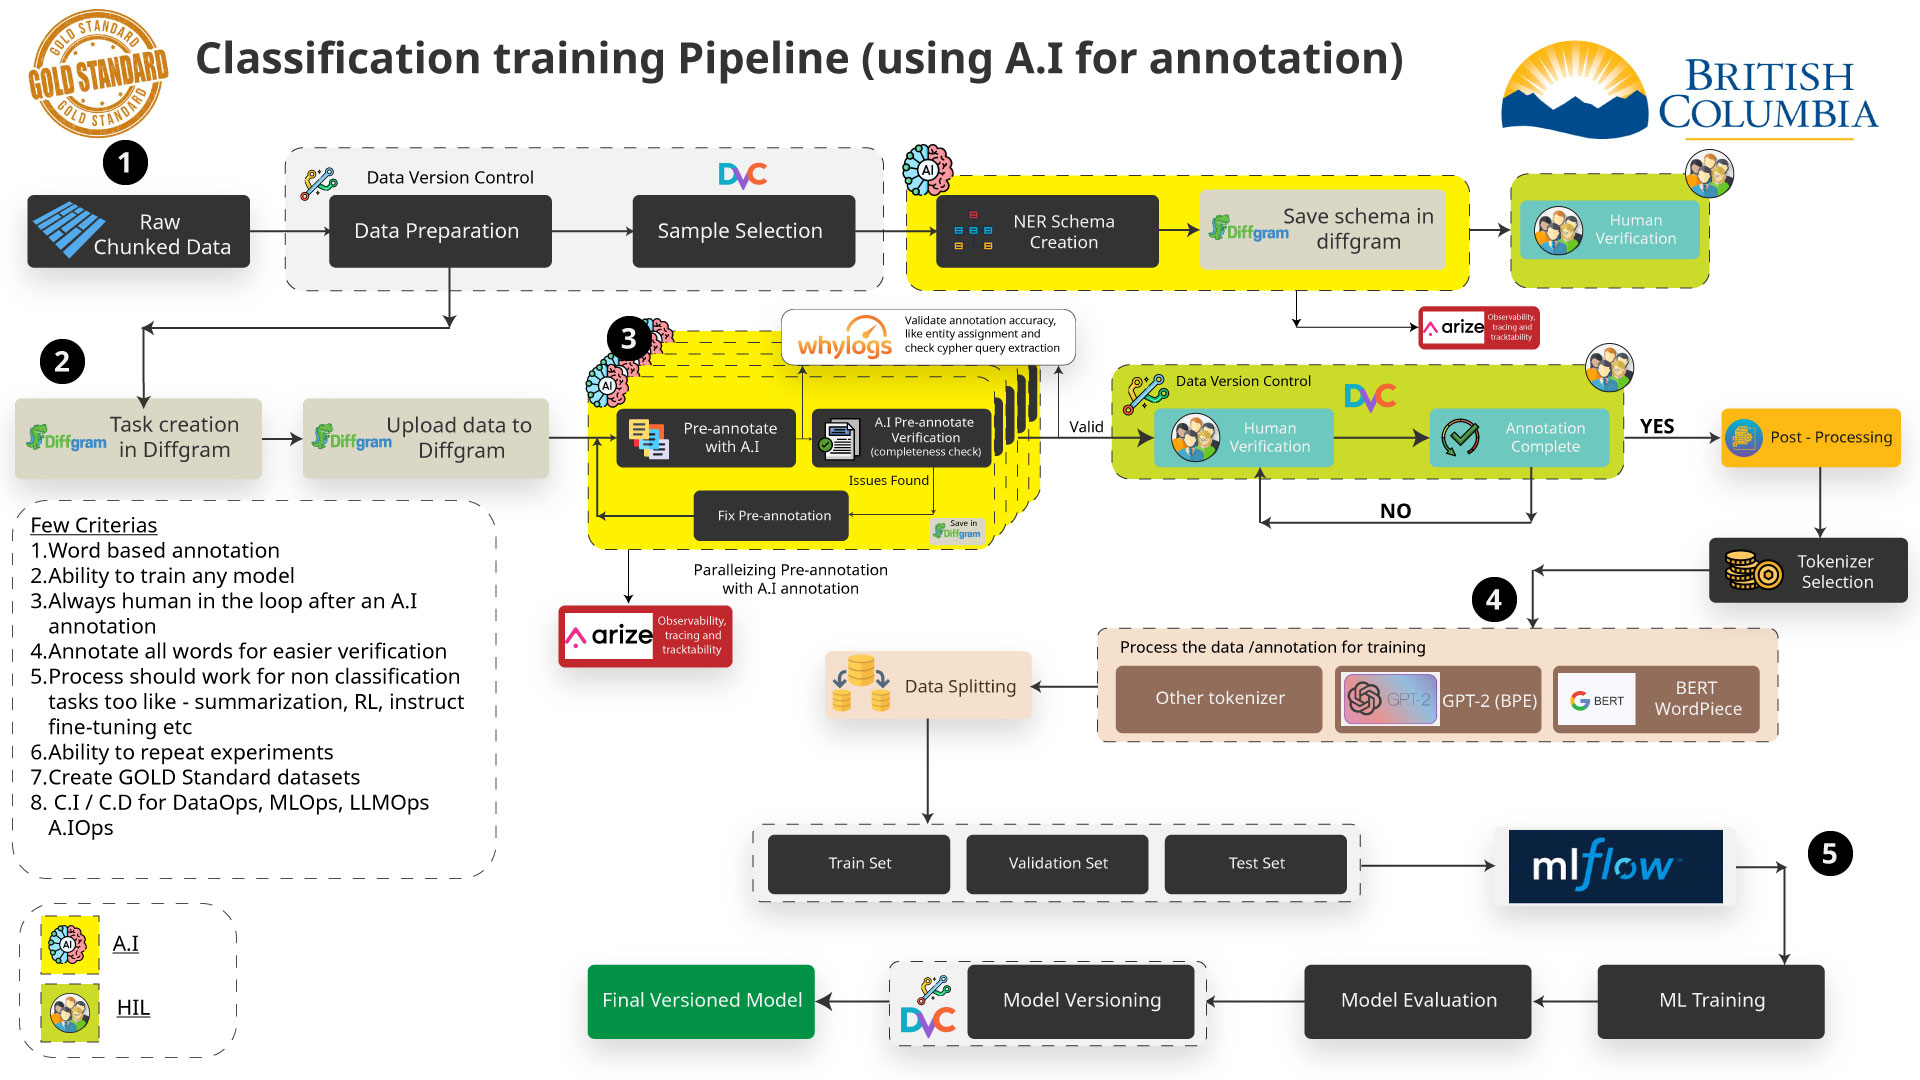 GOLD STANDARD
GOLD STANDARD
GOLD STANDARD
Classification training Pipeline (using A.I for annotation)
BRITISH
COLUMBIA
1
Raw
Chunked Data
Data Version Control
DVC
Data Preparation
Sample Selection
AI
NER Schema
Creation
Diffgram
Save schema in
diffgram
Human
Verification
arize
Observability,
tracing and
tracktability
2
Diffgram
Task creation
in Diffgram
Diffgram
Upload data to
Diffgram
3
AI
whylogs
Validate annotation accuracy,
like entity assignment and
check cypher query extraction
Pre-annotate
with A.I
A.I Pre-annotate
Verification
(completeness check)
Issues Found
Fix Pre-annotation
Save in
Diffgram
Paralleizing Pre-annotation
with A.I annotation
arize
Observability,
tracing and
tracktability
Valid
Data Version Control
DVC
Human
Verification
Annotation
Complete
YES
NO
Post - Processing
Tokenizer
Selection
4
Process the data /annotation for training
Other tokenizer
GPT-2
GPT-2 (BPE)
BERT
BERT
WordPiece
Data Splitting
Train Set
Validation Set
Test Set
mlflow
TM
5
ML Training
Model Evaluation
DVC
Model Versioning
Final Versioned Model
Few Criterias
1.Word based annotation
2.Ability to train any model
3.Always human in the loop after an A.I
annotation
4.Annotate all words for easier verification
5.Process should work for non classification
tasks too like - summarization, RL, instruct
fine-tuning etc
6.Ability to repeat experiments
7.Create GOLD Standard datasets
8. C.I / C.D for DataOps, MLOps, LLMOps
A.IOps
AI
A.I
HIL